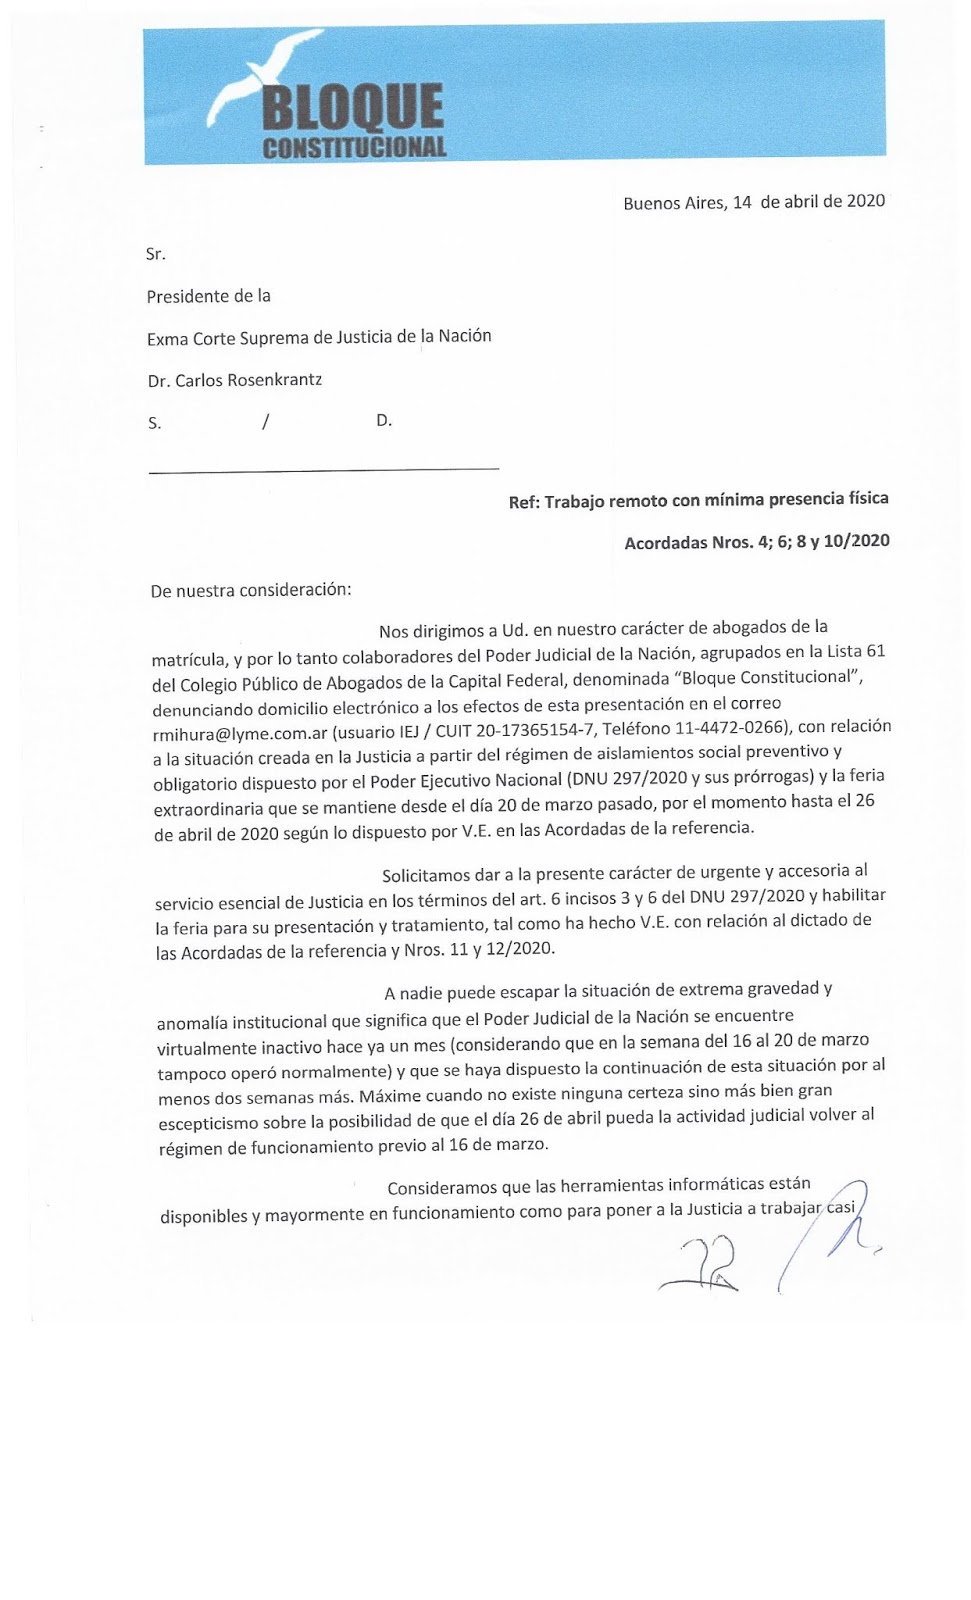 BLOQUE
CONSTITUCIONAL
Buenos Aires, 14 de abril de 2020
Sr.
Presidente de la
Exma Corte Suprema de Justicia de la Nación
Dr. Carlos Rosenkrantz
S. / D.
Ref: Trabajo remoto con mínima presencia física
Acordadas Nros. 4; 6; 8 y 10/2020
De nuestra consideración:
Nos dirigimos a Ud. en nuestro carácter de abogados de la
matrícula, y por lo tanto colaboradores del Poder Judicial de la Nación, agrupados en la Lista 61
del Colegio Público de Abogados de la Capital Federal, denominada “Bloque Constitucional”,
denunciando domicilio electrónico a los efectos de esta presentación en el correo
rmihura@lyme.com.ar (usuario IEJ / CUIT 20-17365154-7, Teléfono 11-4472-0266), con relación
a la situación creada en la Justicia a partir del régimen de aislamientos social preventivo y
obligatorio dispuesto por el Poder Ejecutivo Nacional (DNU 297/2020 y sus prórrogas) y la feria
extraordinaria que se mantiene desde el día 20 de marzo pasado, por el momento hasta el 26
de abril de 2020 según lo dispuesto por V.E. en las Acordadas de la referencia.
Solicitamos dar a la presente carácter de urgente y accesoria al
servicio esencial de Justicia en los términos del art. 6 incisos 3 y 6 del DNU 297/2020 y habilitar
la feria para su presentación y tratamiento, tal como ha hecho V.E. con relación al dictado de
las Acordadas de la referencia y Nros. 11 y 12/2020.
A nadie puede escapar la situación de extrema gravedad y
anomalía institucional que significa que el Poder Judicial de la Nación se encuentre
virtualmente inactivo hace ya un mes (considerando que en la semana del 16 al 20 de marzo
tampoco operó normalmente) y que se haya dispuesto la continuación de esta situación por al
menos dos semanas más. Máxime cuando no existe ninguna certeza sino más bien gran
escepticismo sobre la posibilidad de que el día 26 de abril pueda la actividad judicial volver al
régimen de funcionamiento previo al 16 de marzo.
Consideramos que las herramientas informáticas están
disponibles y mayormente en funcionamiento como para poner a la Justicia a trabajar casi